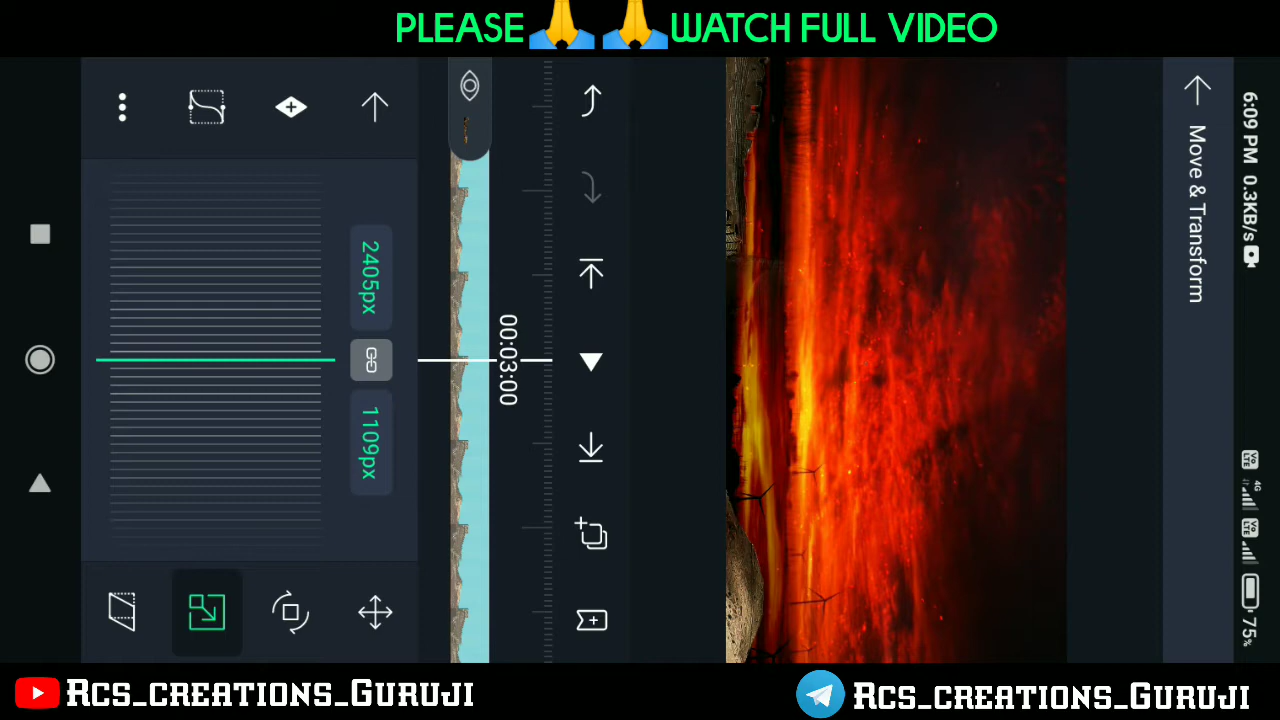 PLEASE🙏🙏WATCH FULL VIDEO
6:09 PM 0.3KB/s
75%
Move & Transform
00:03:00
2405px
1109px
Rcs_creations_Guruji
Rcs_creations_Guruji